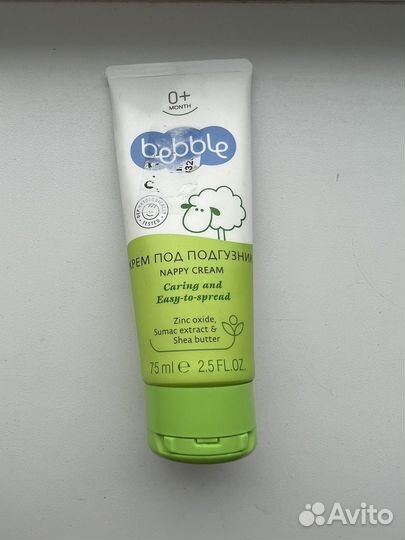 0+
MONTH
bebble
КРЕМ ПОД ПОДГУЗНИК
NAPPY CREAM
Caring and
Easy-to-spread
Zinc oxide,
Sumac extract &
Shea butter
75 ml ℮ 2.5 FL.OZ.
Avito